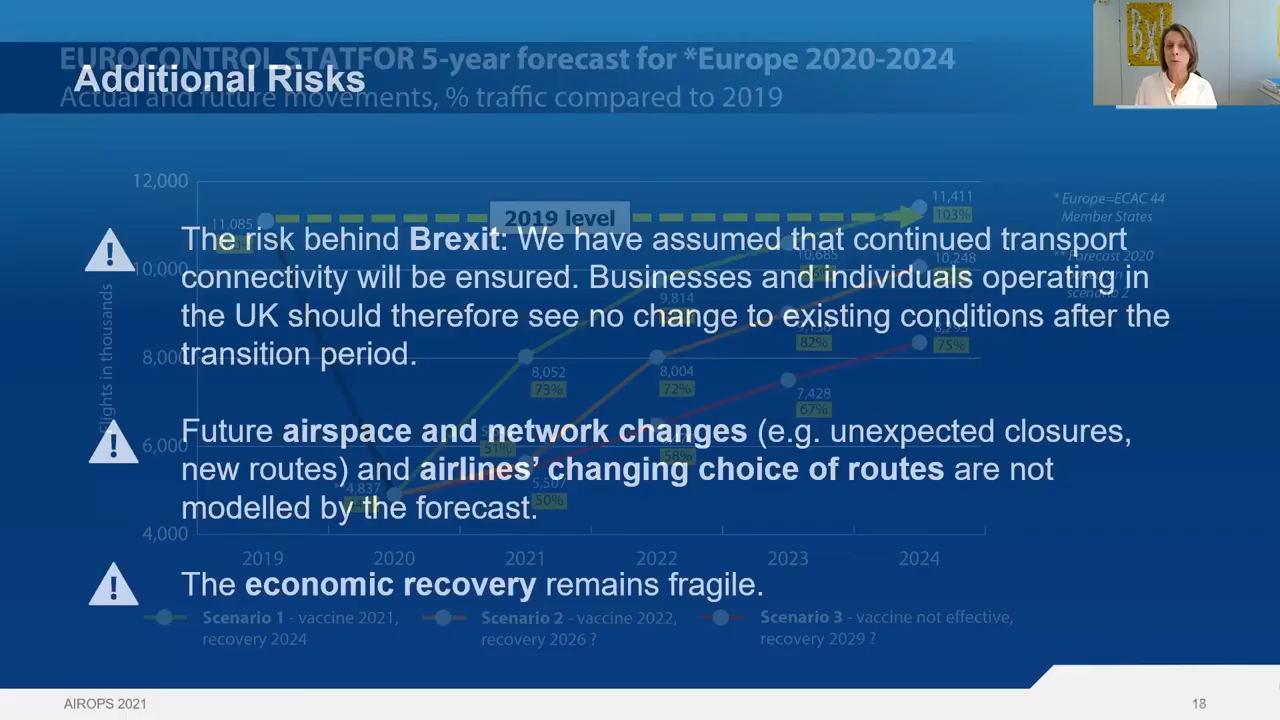 EUROCONTROL STATFOR 5-year forecast for *Europe 2020-2024
Additional Risks
Actual and future movements, % traffic compared to 2019
12,000
10,000
8,000
6,000
4,000
Flights in thousands
2019 level
11,085
11,411
103%
* Europe=ECAC 44
Member States
10,685
10,248
9,814
82%
75%
8,052
73%
8,004
72%
7,428
67%
51%
58%
4,837
5,507
50%
The risk behind Brexit: We have assumed that continued transport
connectivity will be ensured. Businesses and individuals operating in
the UK should therefore see no change to existing conditions after the
transition period.
Future airspace and network changes (e.g. unexpected closures,
new routes) and airlines’ changing choice of routes are not
modelled by the forecast.
2019 2020 2021 2022 2023 2024
The economic recovery remains fragile.
Scenario 1 - vaccine 2021,
recovery 2024
Scenario 2 - vaccine 2022,
recovery 2026 ?
Scenario 3 - vaccine not effective,
recovery 2029 ?
AIROPS 2021
18